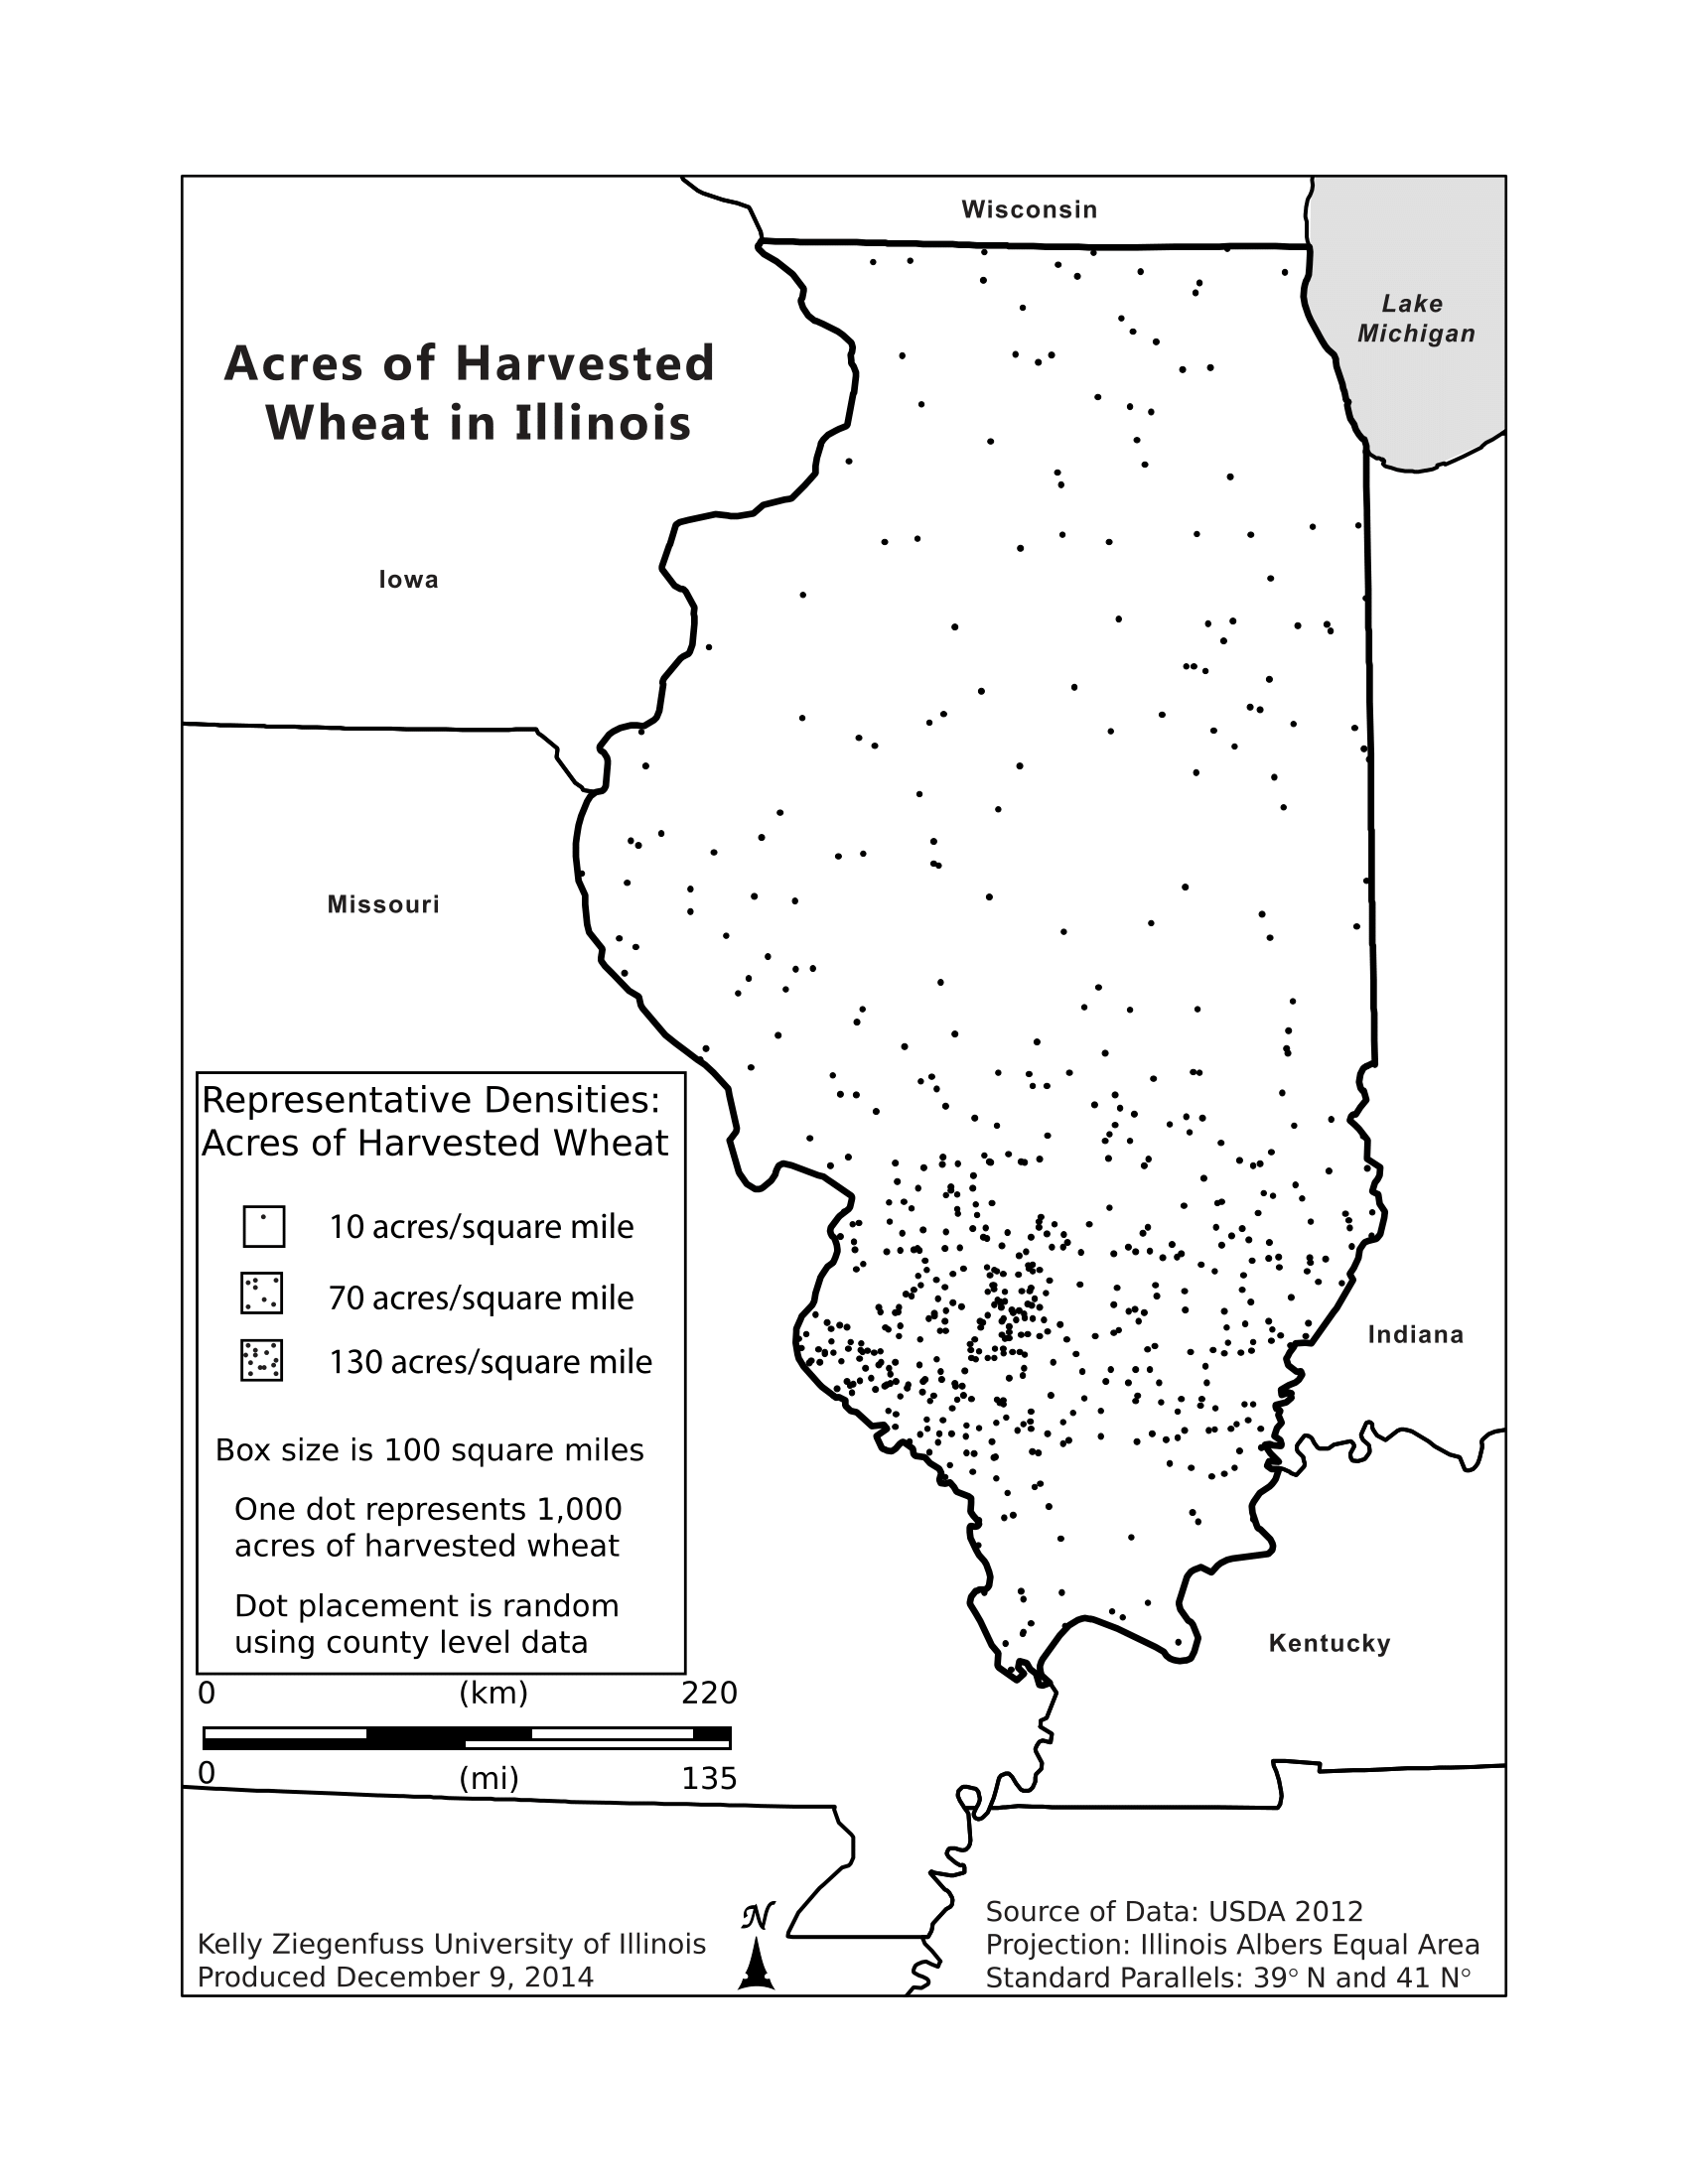 Wisconsin
Lake
Michigan
Acres of Harvested
Wheat in Illinois
Iowa
Missouri
Representative Densities:
Acres of Harvested Wheat
10 acres/square mile
70 acres/square mile
130 acres/square mile
Box size is 100 square miles
One dot represents 1,000
acres of harvested wheat
Dot placement is random
using county level data
Indiana
Kentucky
0 (km) 220
0 (mi) 135
N
Kelly Ziegenfuss University of Illinois
Produced December 9, 2014
Source of Data: USDA 2012
Projection: Illinois Albers Equal Area
Standard Parallels: 39° N and 41 N°